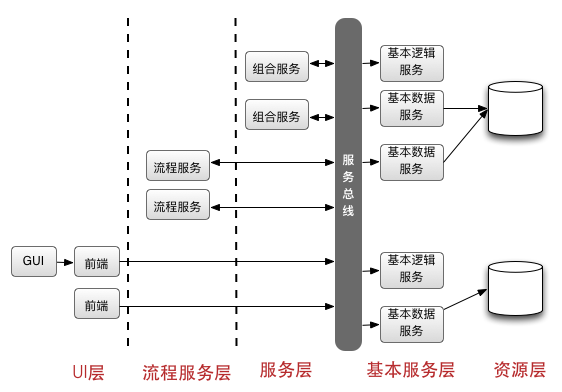 组合服务
基本逻辑
服务
组合服务
基本数据
服务
流程服务
服务总线
基本数据
服务
流程服务
GUI
前端
基本逻辑
服务
前端
基本数据
服务
UI层
流程服务层
服务层
基本服务层
资源层